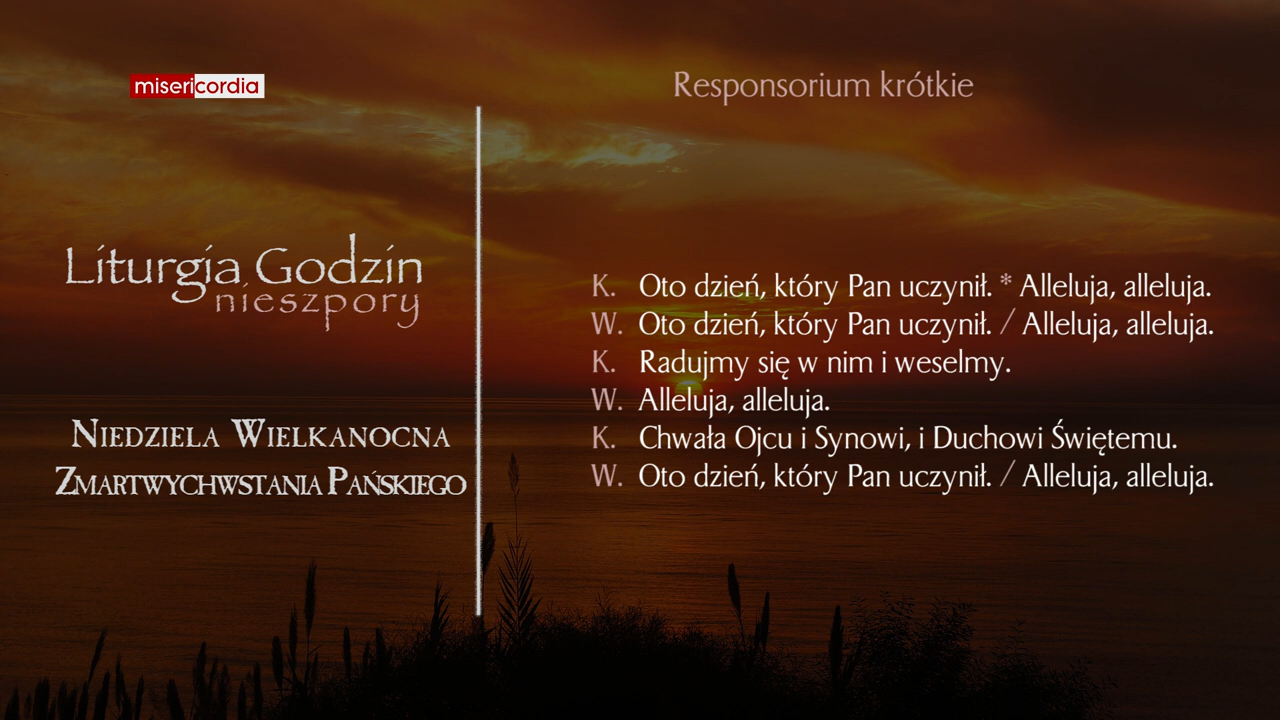 misericordia
Liturgia Godzin
nieszpory
Niedziela Wielkanocna
Zmartwychwstania Pańskiego
Responsorium krótkie
K. Oto dzień, który Pan uczynił. * Alleluja, alleluja.
W. Oto dzień, który Pan uczynił. / Alleluja, alleluja.
K. Radujmy się w nim i weselmy.
W. Alleluja, alleluja.
K. Chwała Ojcu i Synowi, i Duchowi Świętemu.
W. Oto dzień, który Pan uczynił. / Alleluja, alleluja.